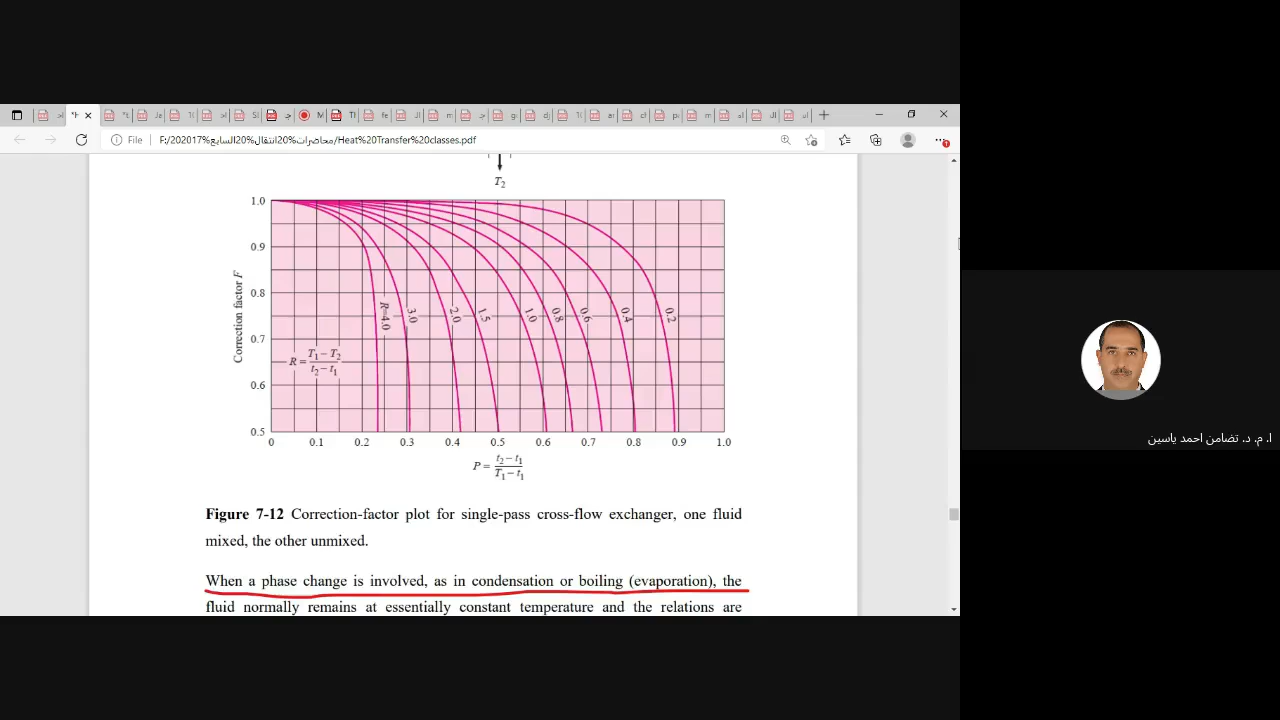 File F:/202017%محاضرات%20انتقال%20السابع/Heat%20Transfer%20classes.pdf
T2
1.0
0.9
0.8
0.7
0.6
0.5
Correction factor F
R=4.0
3.0
2.0
1.5
1.0
0.8
0.6
0.4
0.2
R = T1 − T2 / t2 − t1
0 0.1 0.2 0.3 0.4 0.5 0.6 0.7 0.8 0.9 1.0
P = t2 − t1 / T1 − t1
Figure 7-12 Correction-factor plot for single-pass cross-flow exchanger, one fluid
mixed, the other unmixed.
When a phase change is involved, as in condensation or boiling (evaporation), the
fluid normally remains at essentially constant temperature and the relations are
ا. م. د. تضامن احمد ياسين